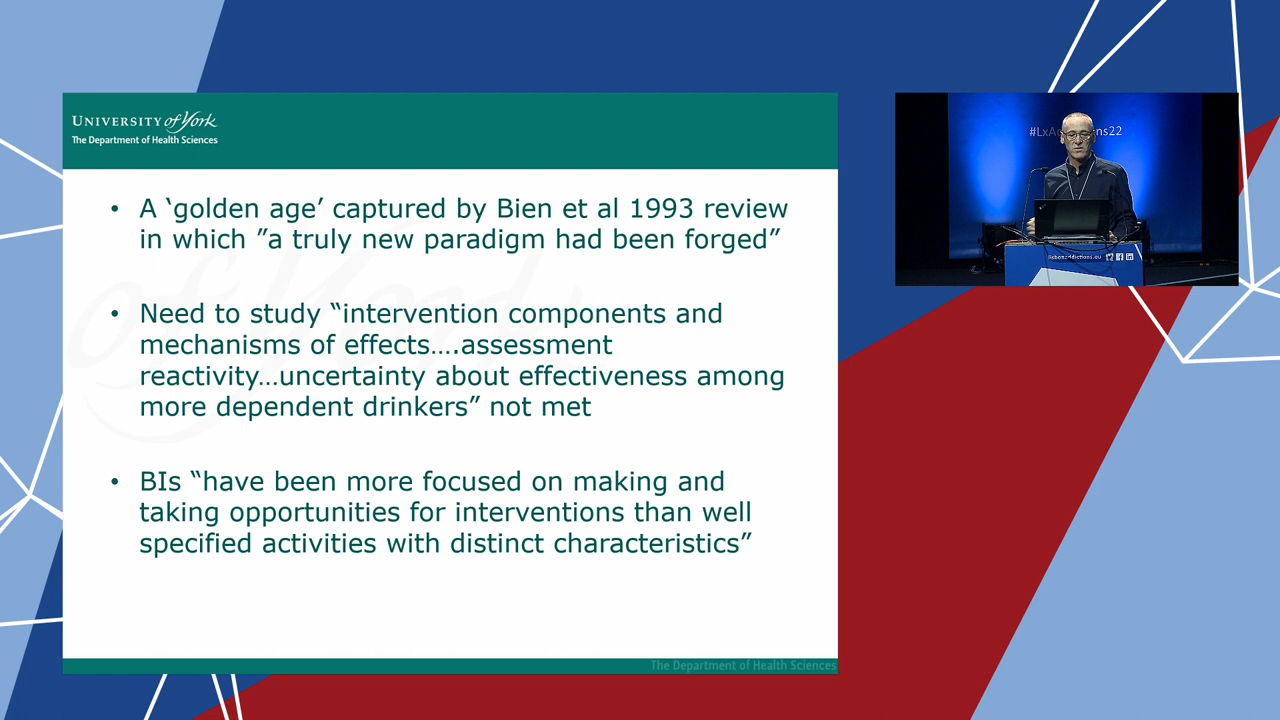 UNIVERSITY of York
The Department of Health Sciences
• A ‘golden age’ captured by Bien et al 1993 review
in which ”a truly new paradigm had been forged”
• Need to study “intervention components and
mechanisms of effects….assessment
reactivity…uncertainty about effectiveness among
more dependent drinkers” not met
• BIs “have been more focused on making and
taking opportunities for interventions than well
specified activities with distinct characteristics”
The Department of Health Sciences